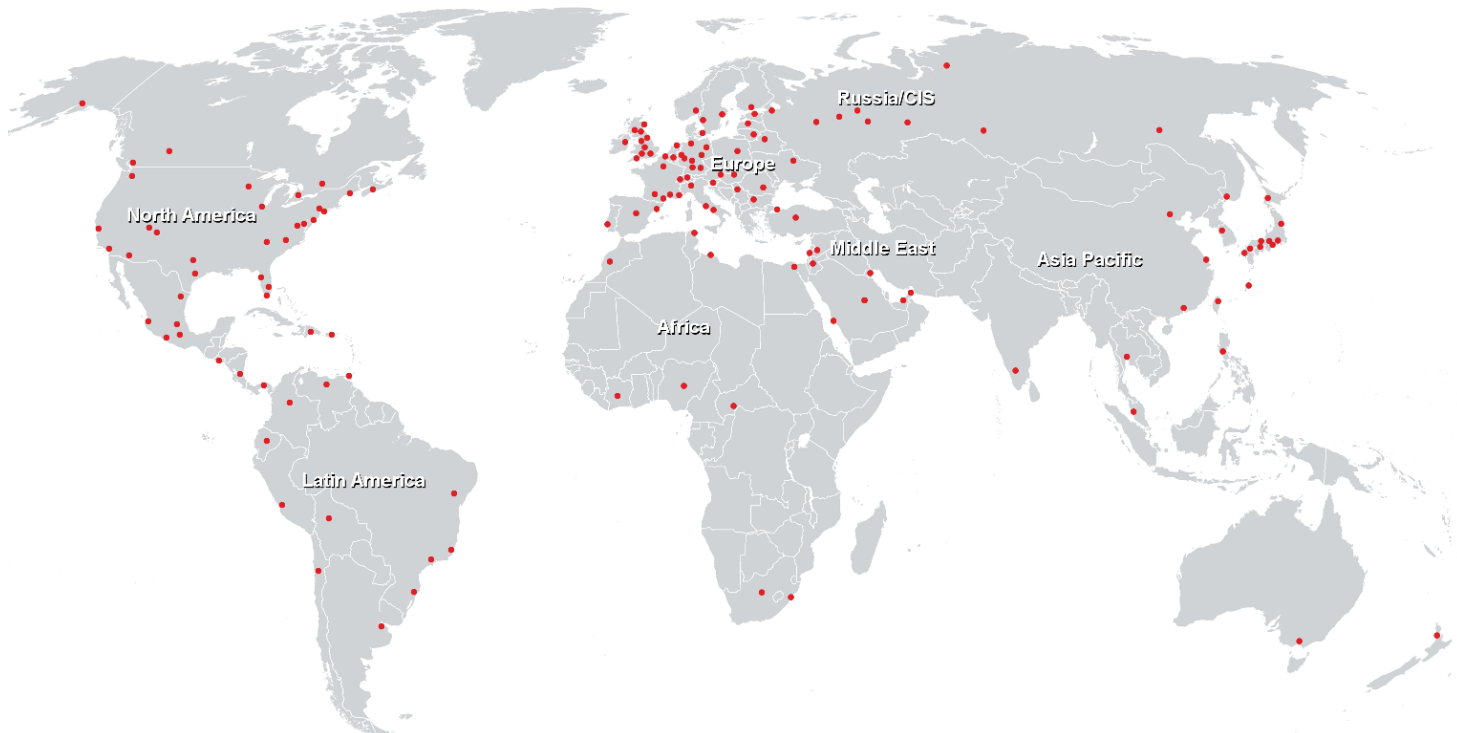 Russia/CIS
Europe
North America
Middle East
Asia Pacific
Africa
Latin America